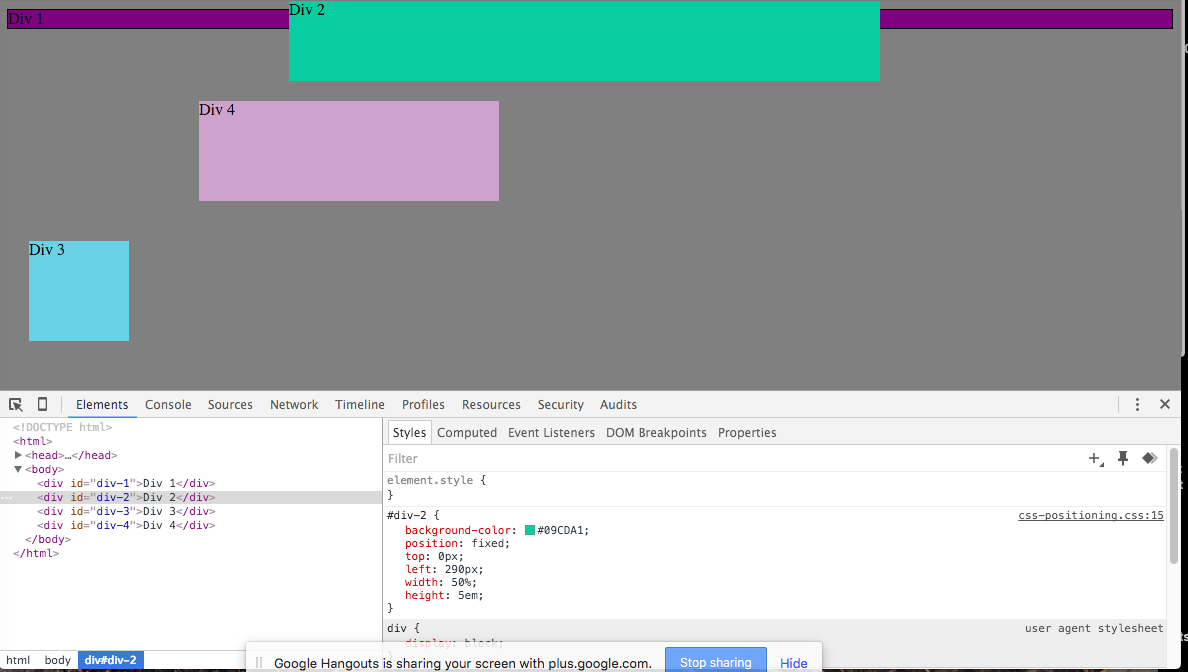 Div 1
Div 2
Div 4
Div 3
Elements Console Sources Network Timeline Profiles Resources Security Audits
<!DOCTYPE html>
<html>
▶<head>…</head>
▼<body>
<div id="div-1">Div 1</div>
<div id="div-2">Div 2</div>
<div id="div-3">Div 3</div>
<div id="div-4">Div 4</div>
</body>
</html>
html body div#div-2
Styles Computed Event Listeners DOM Breakpoints Properties
Filter
element.style {
}
#div-2 { css-positioning.css:15
background-color: #09CDA1;
position: fixed;
top: 0px;
left: 290px;
width: 50%;
height: 5em;
}
div { user agent stylesheet
display: block;
Google Hangouts is sharing your screen with plus.google.com. Stop sharing Hide